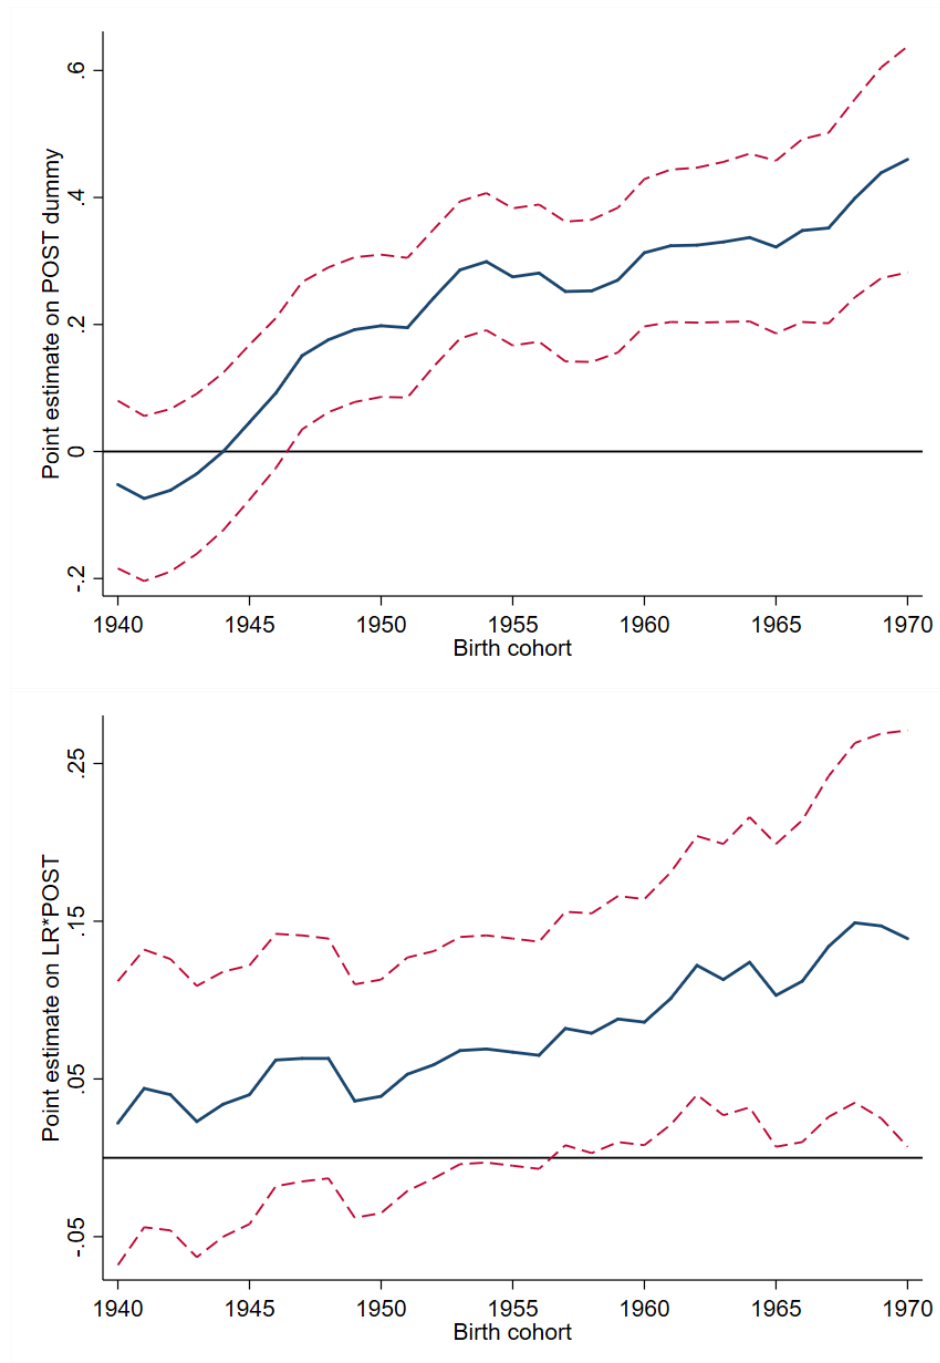 Point estimate on POST dummy
.6
.4
.2
0
-.2
1940 1945 1950 1955 1960 1965 1970
Birth cohort
Point estimate on LR*POST
.25
.15
.05
-.05
1940 1945 1950 1955 1960 1965 1970
Birth cohort